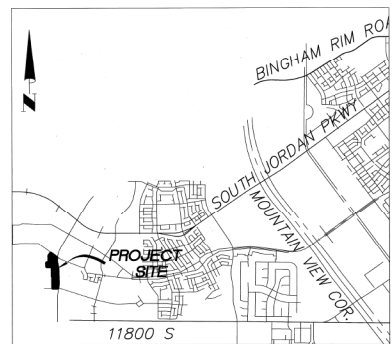 BINGHAM RIM ROA
N
SOUTH JORDAN PKWY
MOUNTAIN VIEW COR.
PROJECT
SITE
11800 S